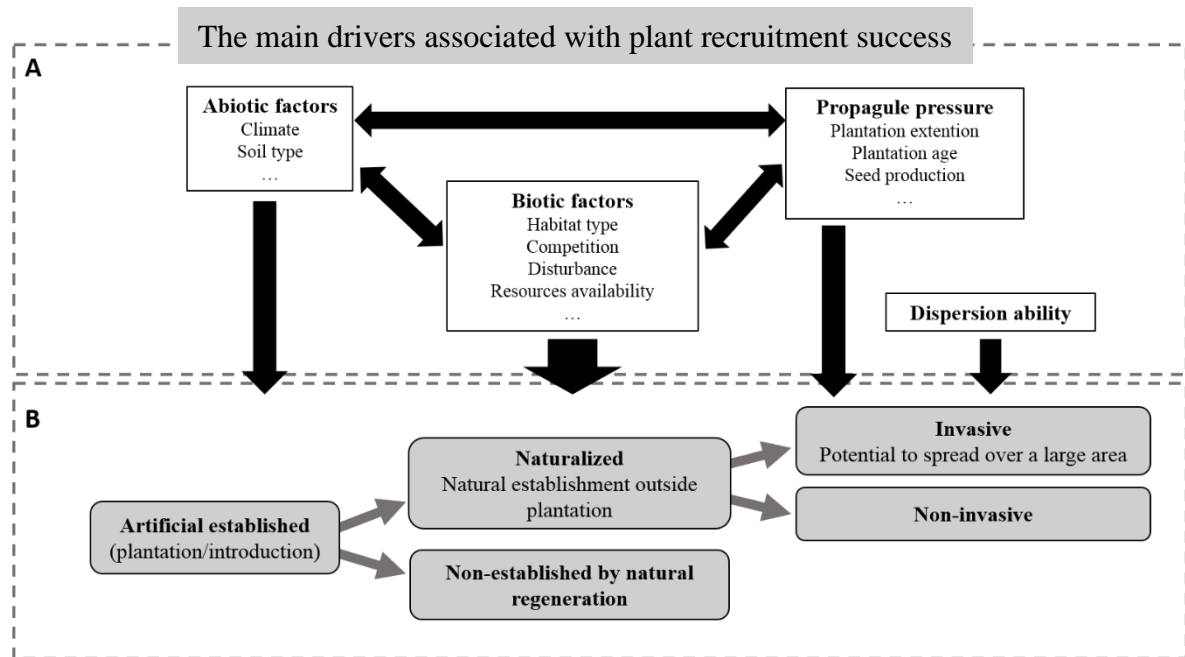 The main drivers associated with plant recruitment success
A
Abiotic factors
Climate
Soil type
…
Propagule pressure
Plantation extention
Plantation age
Seed production
…
Biotic factors
Habitat type
Competition
Disturbance
Resources availability
…
Dispersion ability
B
Artificial established
(plantation/introduction)
Naturalized
Natural establishment outside
plantation
Non-established by natural
regeneration
Invasive
Potential to spread over a large area
Non-invasive